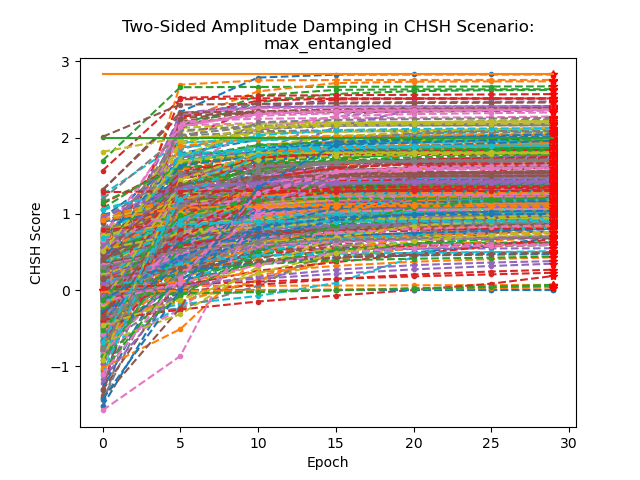 Two-Sided Amplitude Damping in CHSH Scenario:
max_entangled
3
2
1
0
−1
CHSH Score
0 5 10 15 20 25 30
Epoch